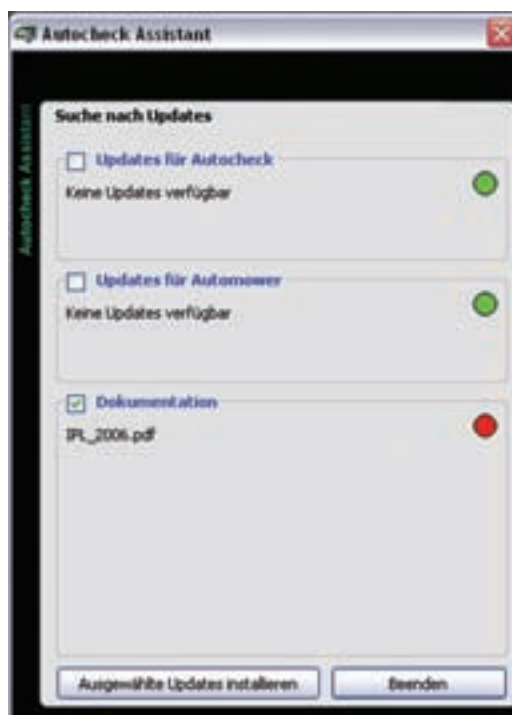 Autocheck Assistant
Autocheck Assistant
Suche nach Updates
Updates für Autocheck
Keine Updates verfügbar
Updates für Automower
Keine Updates verfügbar
Dokumentation
IPL_2006.pdf
Ausgewählte Updates installieren
Beenden